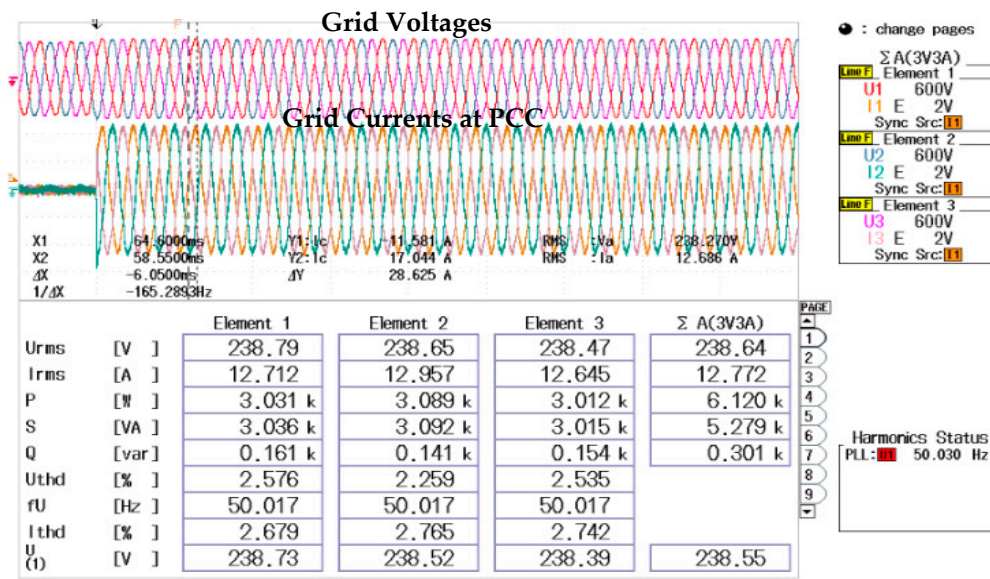 Grid Voltages
Grid Currents at PCC
X1 64.6000ms Y1:Ic -11.581 A RMS :Va 238.270V
X2 58.5500ms Y2:Ic 17.044 A RMS :Ia 12.686 A
ΔX -6.0500ms ΔY 28.625 A
1/ΔX -165.2893Hz
Element 1 Element 2 Element 3 Σ A(3V3A)
Urms [V ] 238.79 238.65 238.47 238.64
Irms [A ] 12.712 12.957 12.645 12.772
P [W ] 3.031 k 3.089 k 3.012 k 6.120 k
S [VA ] 3.036 k 3.092 k 3.015 k 5.279 k
Q [var] 0.161 k 0.141 k 0.154 k 0.301 k
Uthd [% ] 2.576 2.259 2.535
fU [Hz ] 50.017 50.017 50.017
Ithd [% ] 2.679 2.765 2.742
U(1) [V ] 238.73 238.52 238.39 238.55
PAGE
1
2
3
4
5
6
7
8
9
: change pages
Σ A(3V3A)
Line F Element 1
U1 600V
I1 E 2V
Sync Src:I1
Line F Element 2
U2 600V
I2 E 2V
Sync Src:I1
Line F Element 3
U3 600V
I3 E 2V
Sync Src:I1
Harmonics Status
PLL:U1 50.030 Hz